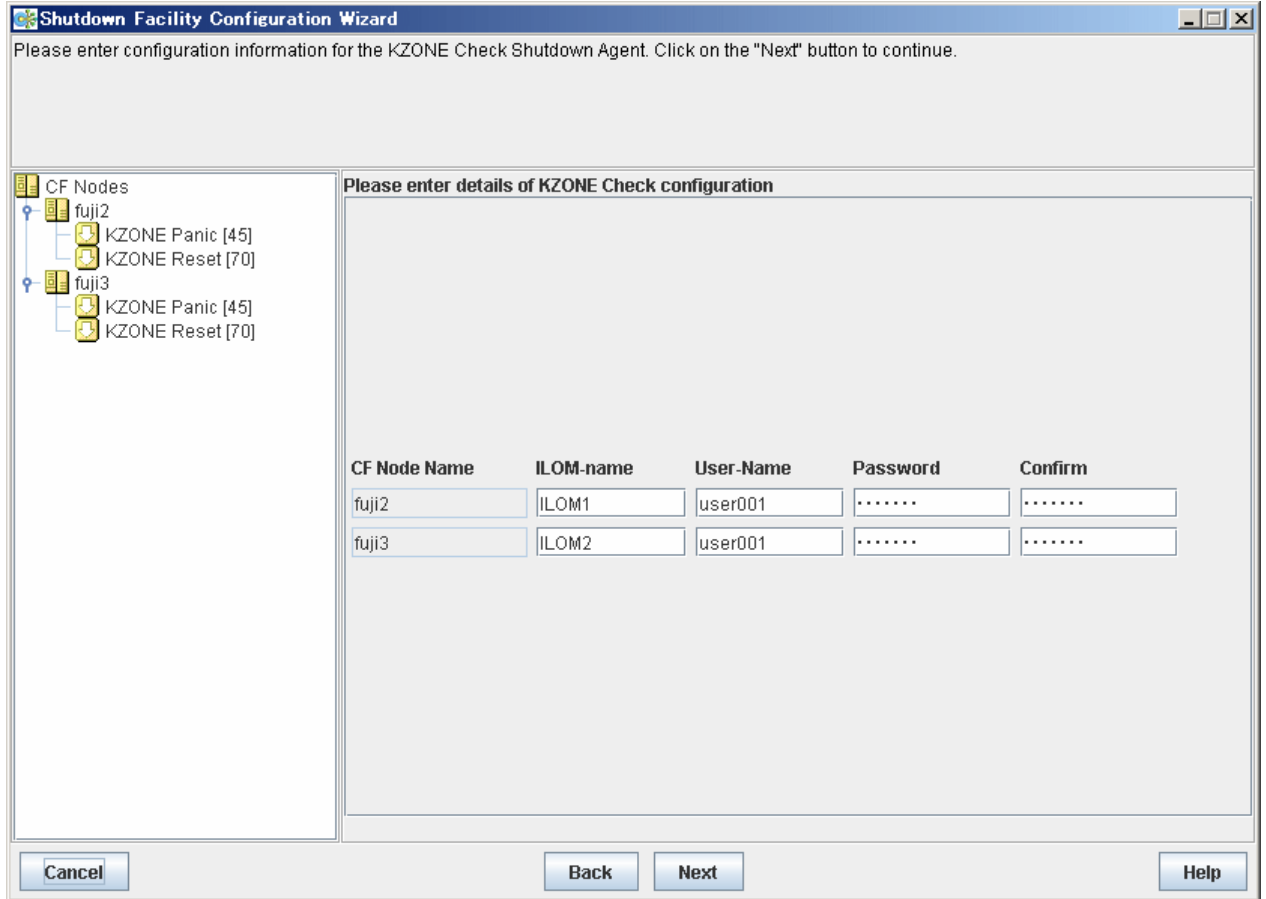 Shutdown Facility Configuration Wizard
Please enter configuration information for the KZONE Check Shutdown Agent. Click on the "Next" button to continue.
CF Nodes
fuji2
KZONE Panic [45]
KZONE Reset [70]
fuji3
KZONE Panic [45]
KZONE Reset [70]
Please enter details of KZONE Check configuration
CF Node Name ILOM-name User-Name Password Confirm
fuji2 ILOM1 user001 ······· ·······
fuji3 ILOM2 user001 ······· ·······
Cancel Back Next Help